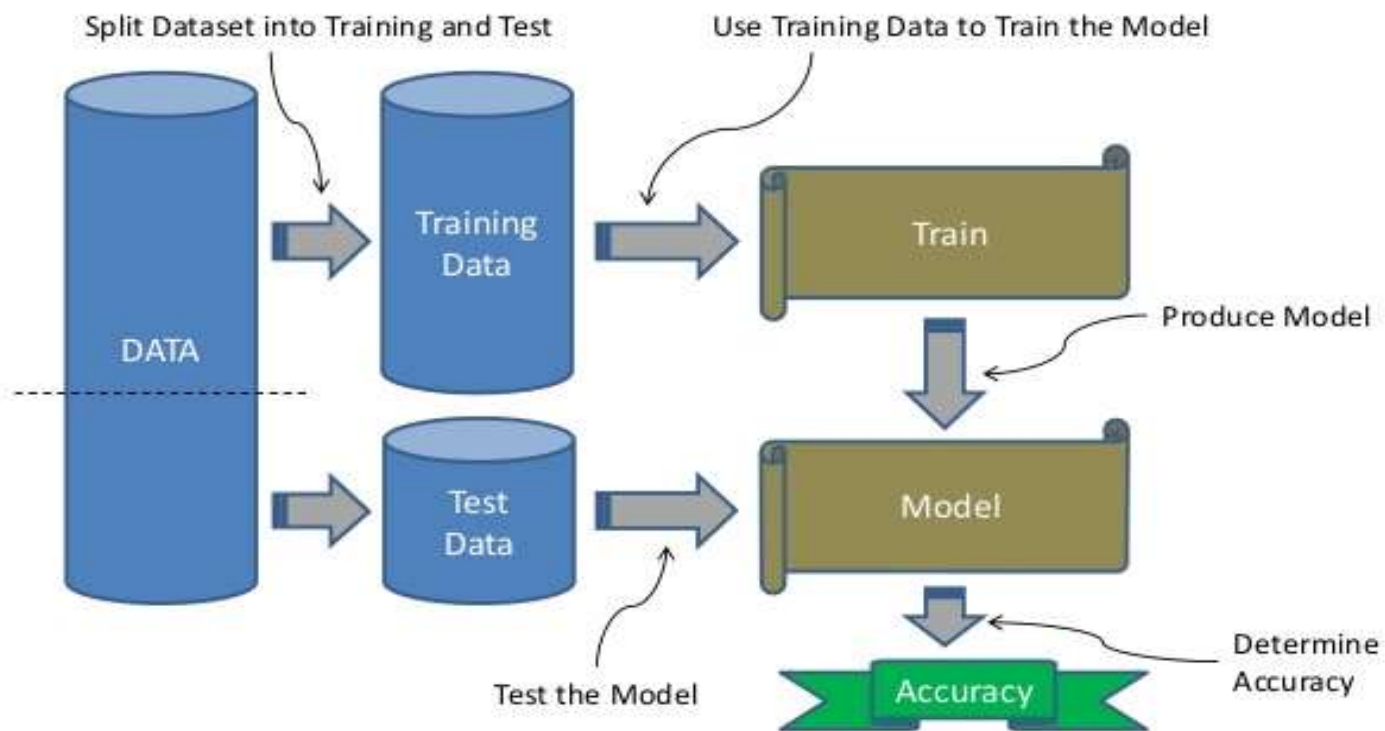 Split Dataset into Training and Test
Use Training Data to Train the Model
Training
Data
Train
DATA
Produce Model
Test
Data
Model
Test the Model
Determine
Accuracy
Accuracy